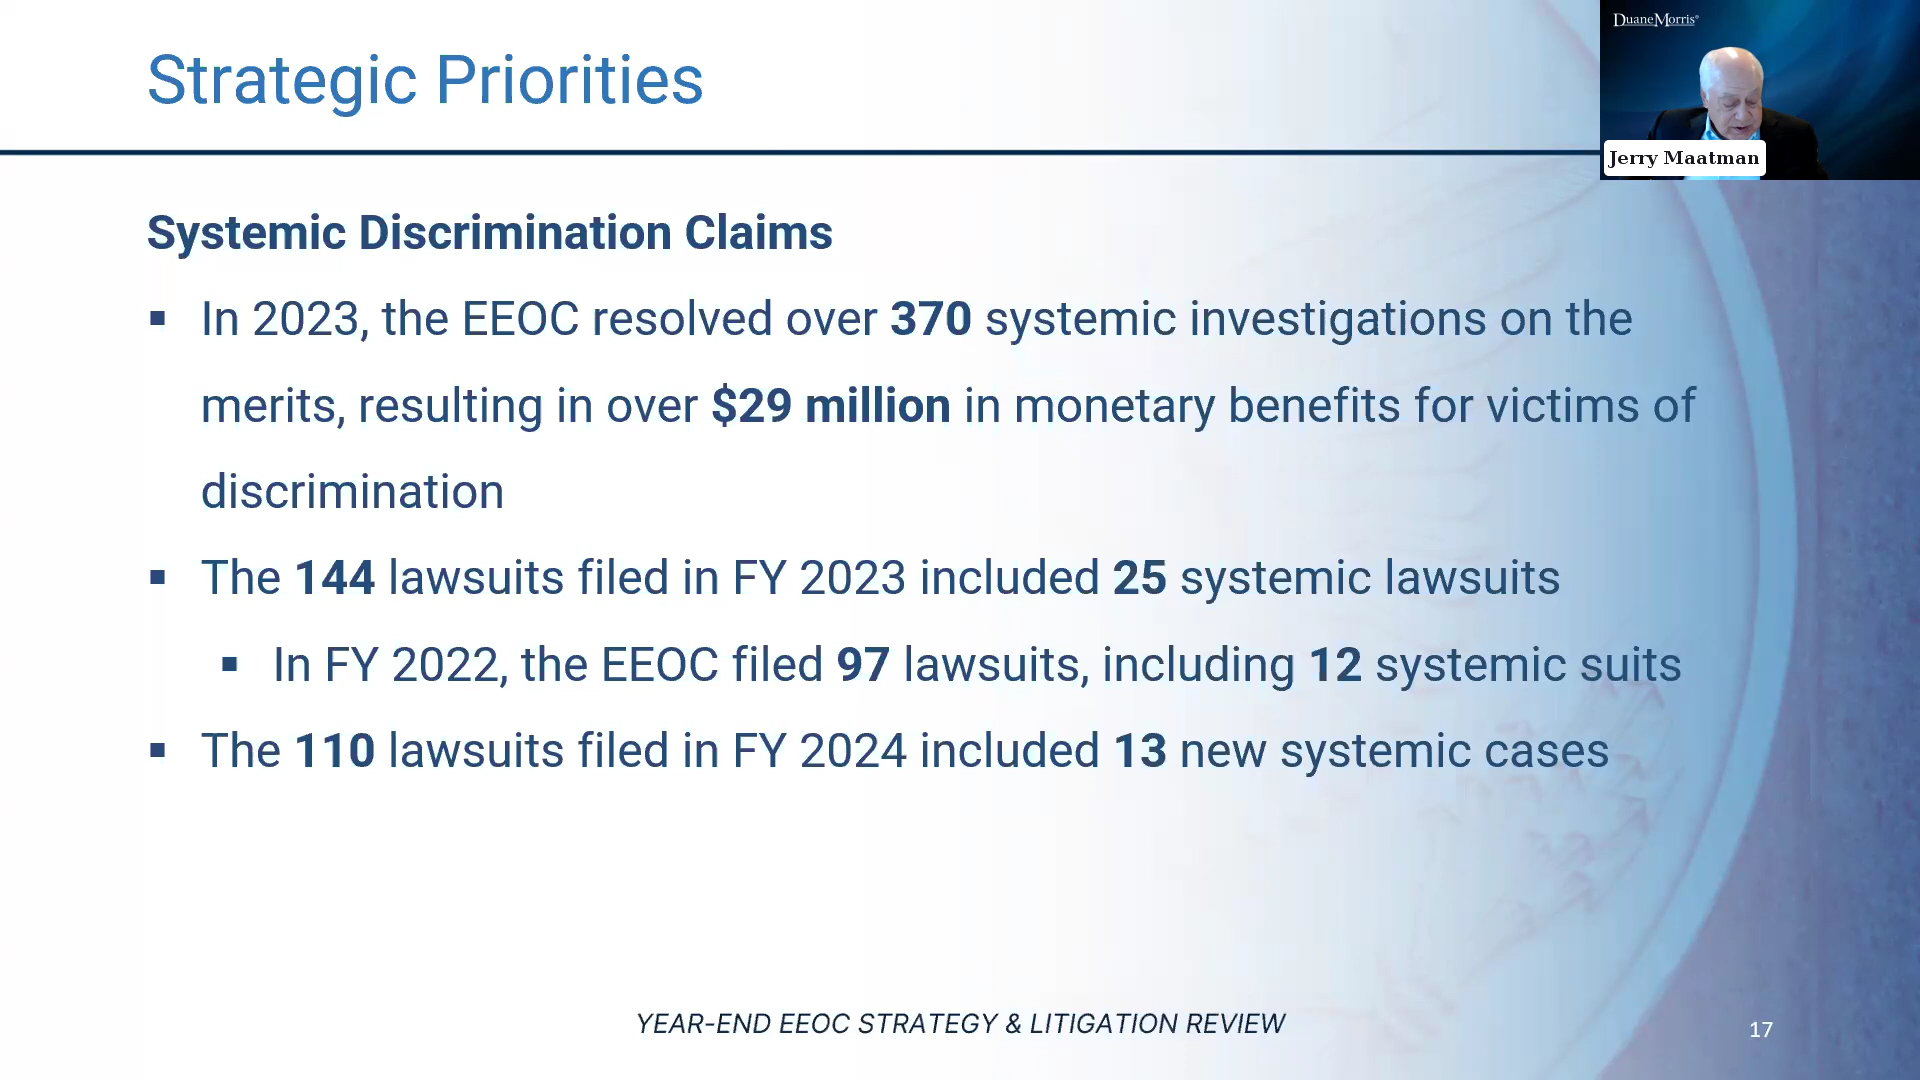 DuaneMorris®
Strategic Priorities
Jerry Maatman
Systemic Discrimination Claims
▪ In 2023, the EEOC resolved over 370 systemic investigations on the
merits, resulting in over $29 million in monetary benefits for victims of
discrimination
▪ The 144 lawsuits filed in FY 2023 included 25 systemic lawsuits
▪ In FY 2022, the EEOC filed 97 lawsuits, including 12 systemic suits
▪ The 110 lawsuits filed in FY 2024 included 13 new systemic cases
YEAR-END EEOC STRATEGY & LITIGATION REVIEW
17